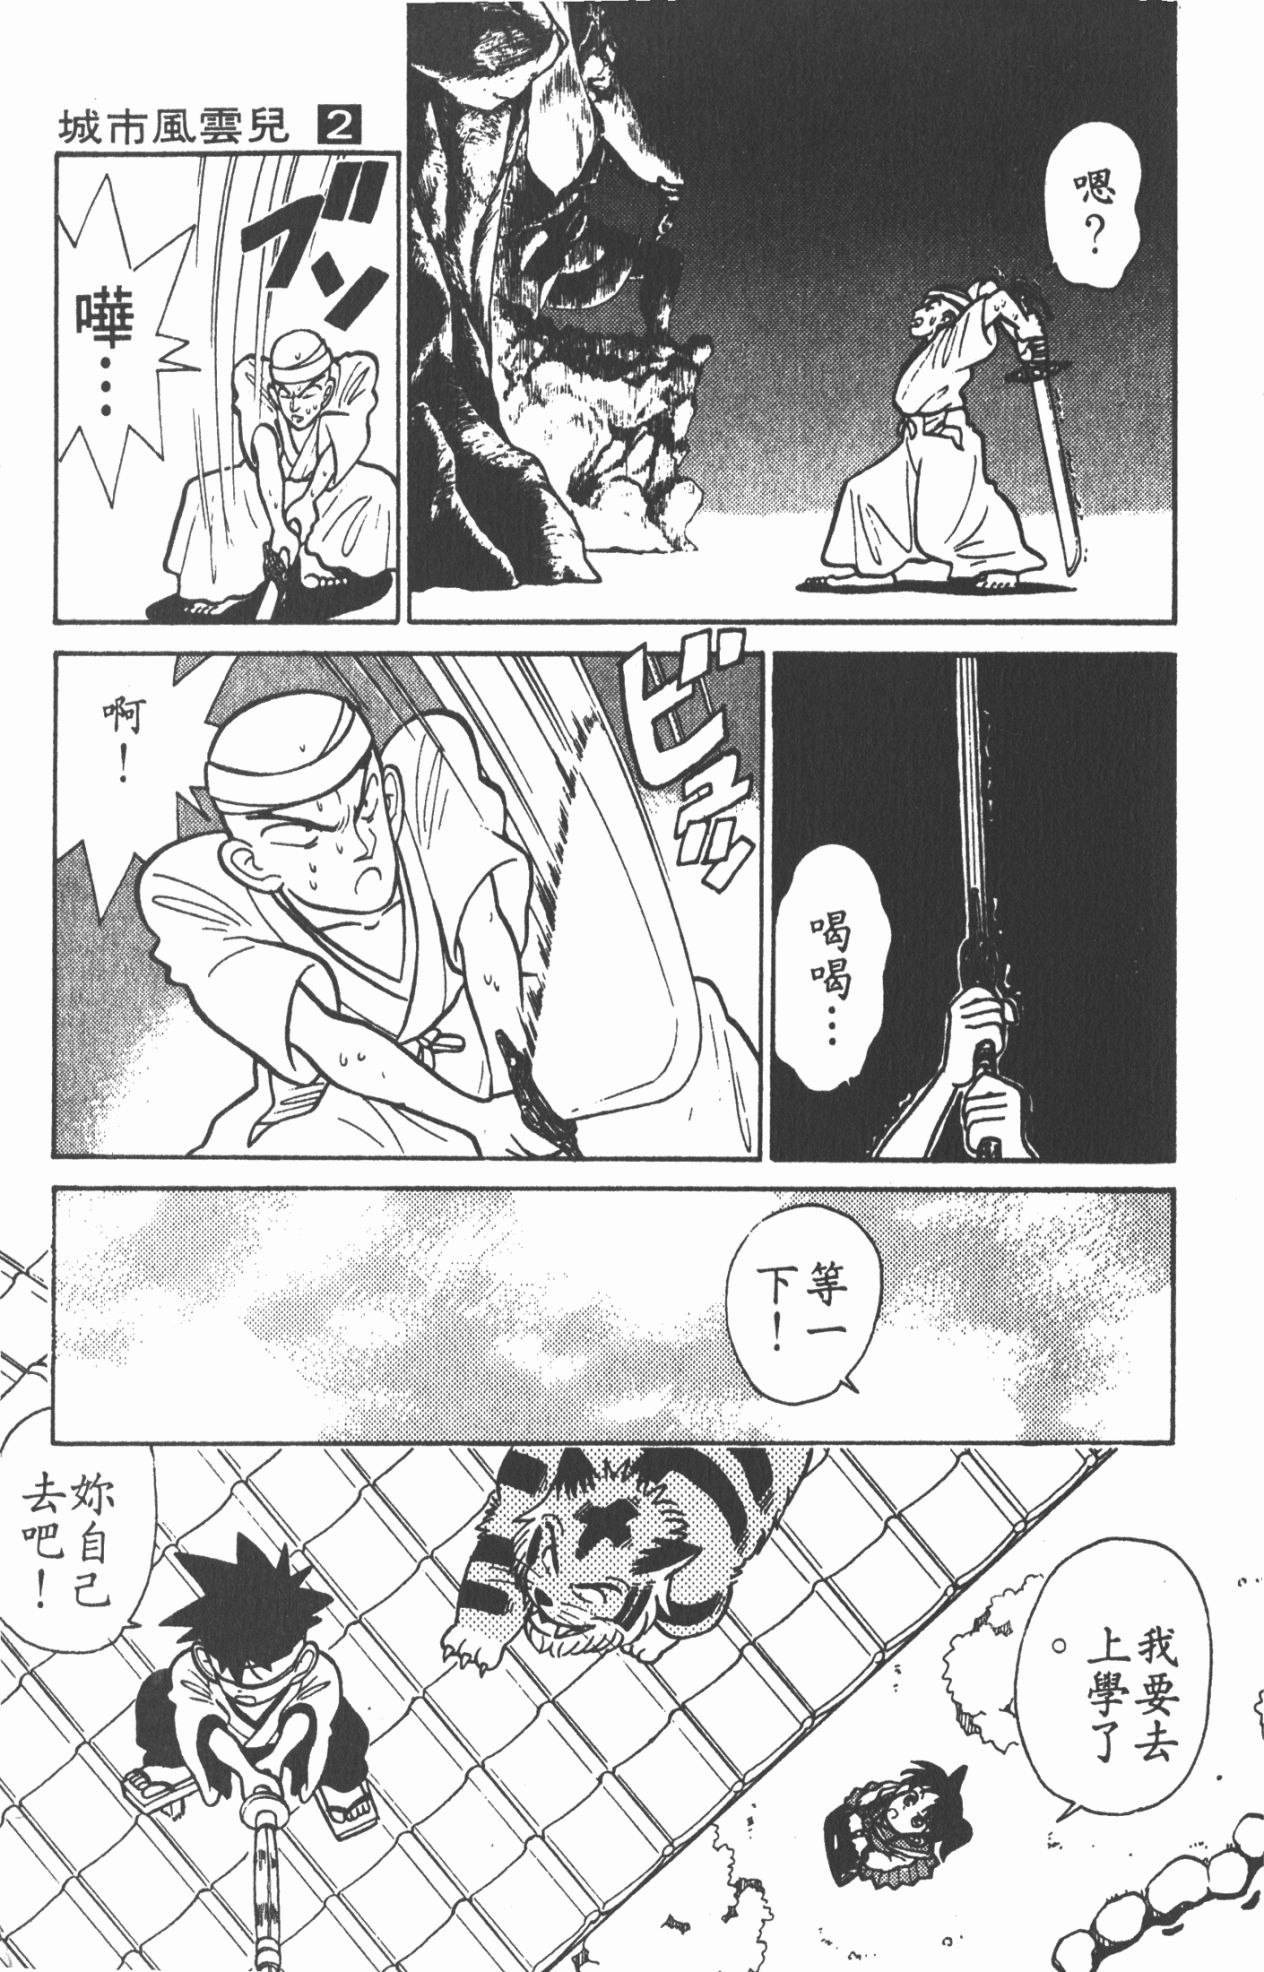 城市風雲兒 2
嗯？
ブン
嘩…
喝喝…
ビュッ
啊！
等一
下！
我要去
上學了。
妳自己
去吧！